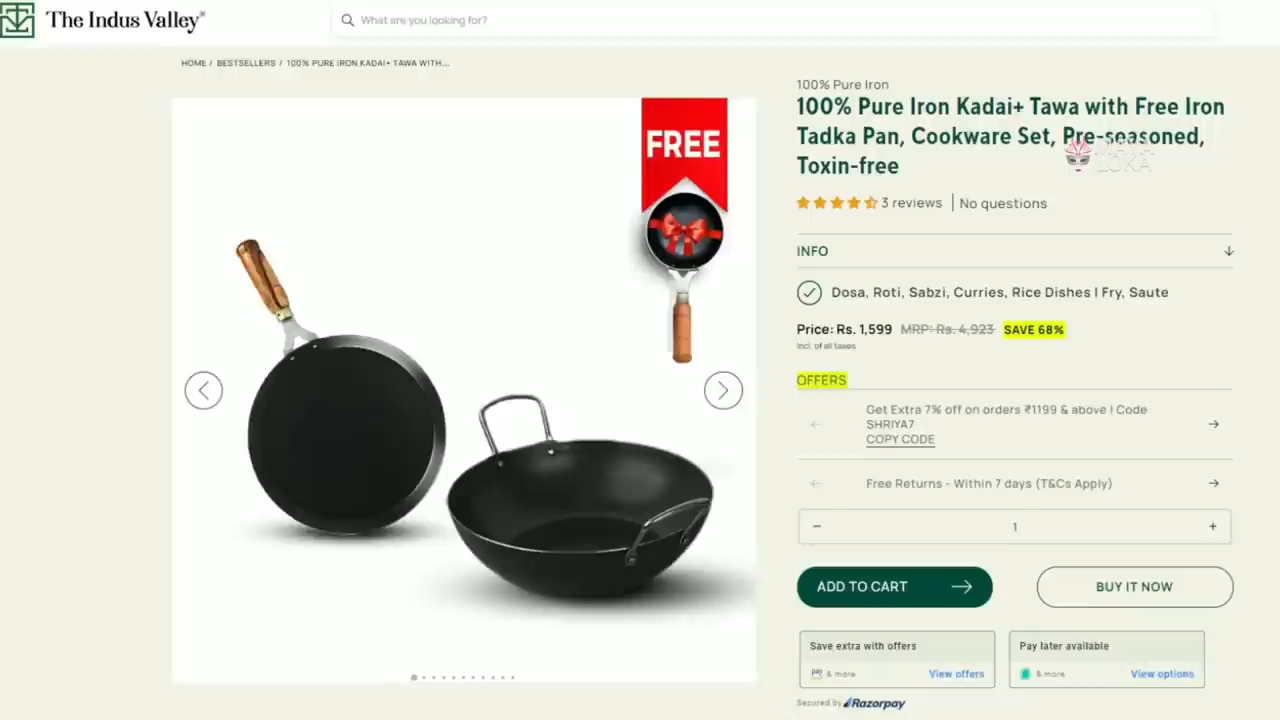 The Indus Valley®
What are you looking for?
HOME / BESTSELLERS / 100% PURE IRON KADAI+ TAWA WITH...
FREE
100% Pure Iron
100% Pure Iron Kadai+ Tawa with Free Iron
Tadka Pan, Cookware Set, Pre-seasoned,
Toxin-free
LOKA
3 reviews | No questions
INFO
Dosa, Roti, Sabzi, Curries, Rice Dishes | Fry, Saute
Price: Rs. 1,599 MRP: Rs. 4,923 SAVE 68%
Incl. of all taxes
OFFERS
Get Extra 7% off on orders ₹1199 & above | Code
SHRIYA7
COPY CODE
Free Returns - Within 7 days (T&Cs Apply)
− 1 +
ADD TO CART
BUY IT NOW
Save extra with offers
Pay later available
pay & more View offers
& more View options
Secured by Razorpay